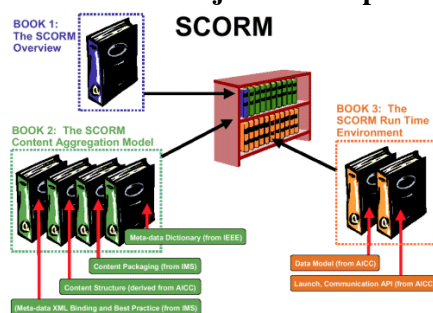 SCORM
BOOK 1:
The SCORM
Overview
BOOK 2: The SCORM
Content Aggregation Model
BOOK 3: The
SCORM Run Time
Environment
Meta-data Dictionary (from IEEE)
Content Packaging (from IMS)
Content Structure (derived from AICC)
(Meta-data XML Binding and Best Practice (from IMS)
Data Model (from AICC)
Launch, Communication API (from AICC)